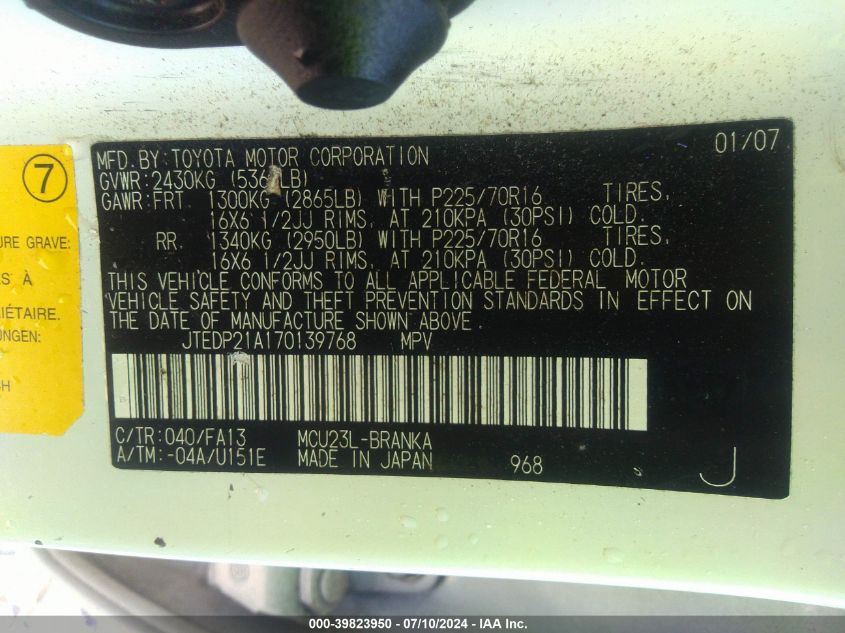 01/07
MFD.BY:TOYOTA MOTOR CORPORATION
GVWR:2430KG
GAWR:FRT. 1300KG (2865LB) WITH P225/70R16 TIRES,
16X6 1/2JJ RIMS, AT 210KPA (30PSI) COLD.
RR. 1340KG (2950LB) WITH P225/70R16 TIRES,
16X6 1/2JJ RIMS, AT 210KPA (30PSI) COLD.
THIS VEHICLE CONFORMS TO ALL APPLICABLE FEDERAL MOTOR
VEHICLE SAFETY AND THEFT PREVENTION STANDARDS IN EFFECT ON
THE DATE OF MANUFACTURE SHOWN ABOVE.
JTEDP21A170139768 MPV
C/TR:040/FA13 MCU23L-BRANKA
A/TM:-04A/U151E MADE IN JAPAN 968 J
7
GRAVE:
S À
IÉTAIRE.
UNGEN:
H
000-39823950 - 07/10/2024 - IAA Inc.